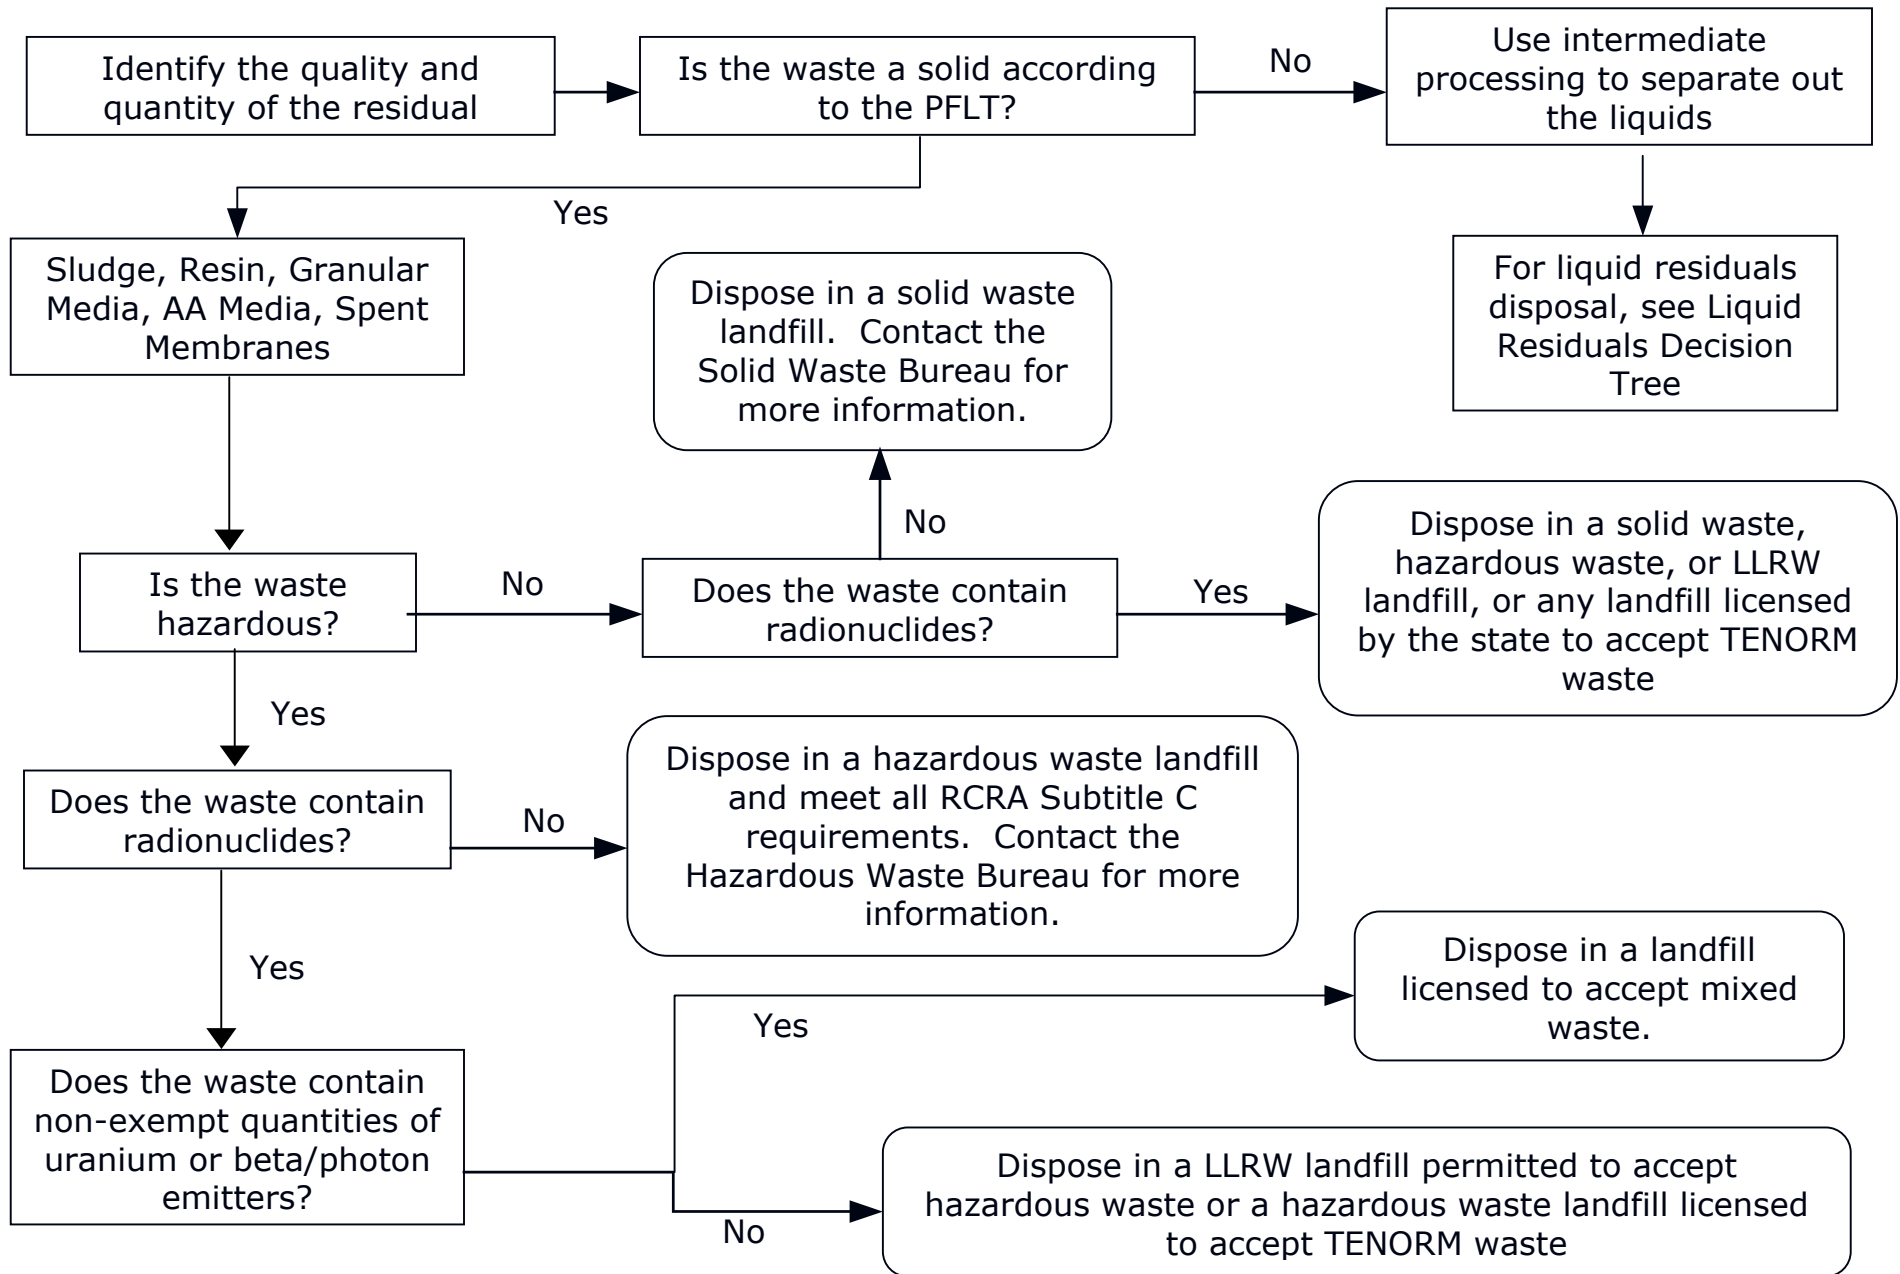 Identify the quality and
quantity of the residual
Is the waste a solid according
to the PFLT?
No
Use intermediate
processing to separate out
the liquids
Yes
Sludge, Resin, Granular
Media, AA Media, Spent
Membranes
Dispose in a solid waste
landfill.  Contact the
Solid Waste Bureau for
more information.
For liquid residuals
disposal, see Liquid
Residuals Decision
Tree
No
Is the waste
hazardous?
No
Does the waste contain
radionuclides?
Yes
Dispose in a solid waste,
hazardous waste, or LLRW
landfill, or any landfill licensed
by the state to accept TENORM
waste
Yes
Does the waste contain
radionuclides?
No
Dispose in a hazardous waste landfill
and meet all RCRA Subtitle C
requirements.  Contact the
Hazardous Waste Bureau for more
information.
Yes
Does the waste contain
non-exempt quantities of
uranium or beta/photon
emitters?
Yes
Dispose in a landfill
licensed to accept mixed
waste.
No
Dispose in a LLRW landfill permitted to accept
hazardous waste or a hazardous waste landfill licensed
to accept TENORM waste